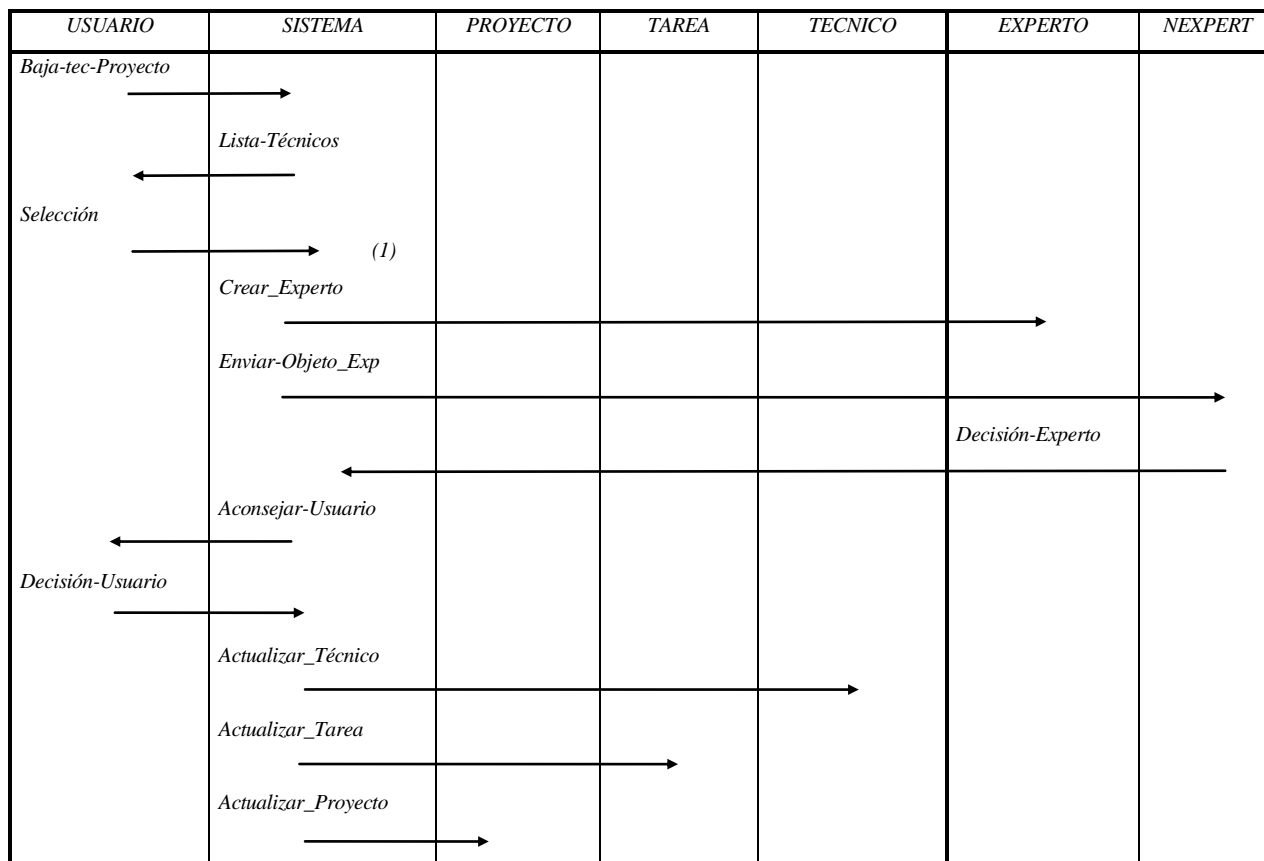 USUARIO SISTEMA PROYECTO TAREA TECNICO EXPERTO NEXPERT
Baja-tec-Proyecto
Lista-Técnicos
Selección
(1)
Crear_Experto
Enviar-Objeto_Exp
Decisión-Experto
Aconsejar-Usuario
Decisión-Usuario
Actualizar_Técnico
Actualizar_Tarea
Actualizar_Proyecto